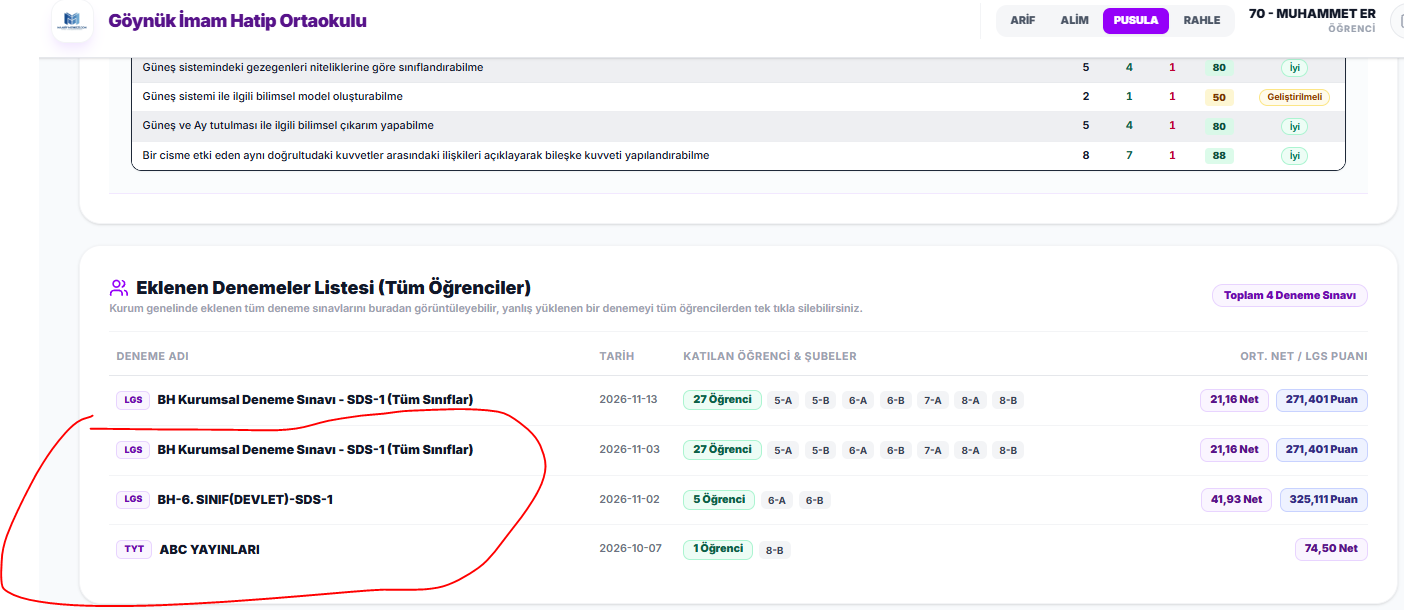 Göynük İmam Hatip Ortaokulu
ARİF ALİM PUSULA RAHLE
70 - MUHAMMET ER
ÖĞRENCİ
Güneş sistemindeki gezegenleri niteliklerine göre sınıflandırabilme 5 4 1 80 İyi
Güneş sistemi ile ilgili bilimsel model oluşturabilme 2 1 1 50 Geliştirilmeli
Güneş ve Ay tutulması ile ilgili bilimsel çıkarım yapabilme 5 4 1 80 İyi
Bir cisme etki eden aynı doğrultudaki kuvvetler arasındaki ilişkileri açıklayarak bileşke kuvveti yapılandırabilme 8 7 1 88 İyi
Eklenen Denemeler Listesi (Tüm Öğrenciler)
Kurum genelinde eklenen tüm deneme sınavlarını buradan görüntüleyebilir, yanlış yüklenen bir denemeyi tüm öğrencilerden tek tıkla silebilirsiniz.
Toplam 4 Deneme Sınavı
DENEME ADI TARİH KATILAN ÖĞRENCİ & ŞUBELER ORT. NET / LGS PUANI
LGS BH Kurumsal Deneme Sınavı - SDS-1 (Tüm Sınıflar) 2026-11-13 27 Öğrenci 5-A 5-B 6-A 6-B 7-A 8-A 8-B 21,16 Net 271,401 Puan
LGS BH Kurumsal Deneme Sınavı - SDS-1 (Tüm Sınıflar) 2026-11-03 27 Öğrenci 5-A 5-B 6-A 6-B 7-A 8-A 8-B 21,16 Net 271,401 Puan
LGS BH-6. SINIF(DEVLET)-SDS-1 2026-11-02 5 Öğrenci 6-A 6-B 41,93 Net 325,111 Puan
TYT ABC YAYINLARI 2026-10-07 1 Öğrenci 8-B 74,50 Net